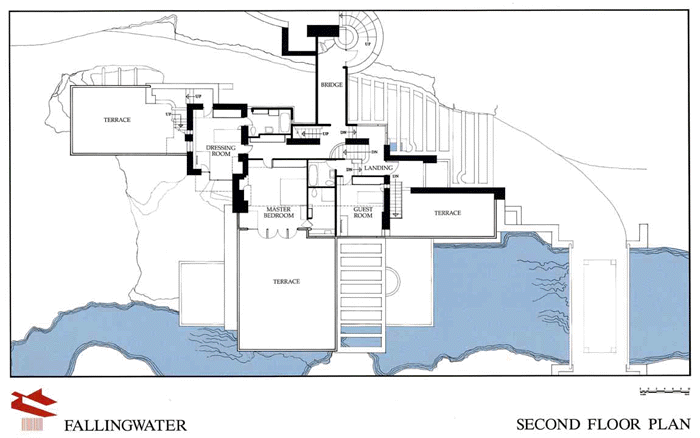 UP
BRIDGE
UP
TERRACE
UP
DRESSING
ROOM
UP
DN
DN
LANDING
DN
DN
MASTER
BEDROOM
GUEST
ROOM
TERRACE
TERRACE
FALLINGWATER
SECOND FLOOR PLAN